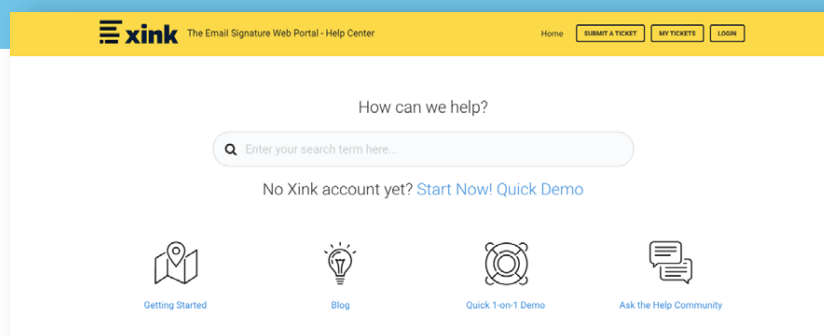 xink The Email Signature Web Portal - Help Center Home SUBMIT A TICKET MY TICKETS LOGIN
How can we help?
Enter your search term here...
No Xink account yet? Start Now! Quick Demo
Getting Started Blog Quick 1-on-1 Demo Ask the Help Community